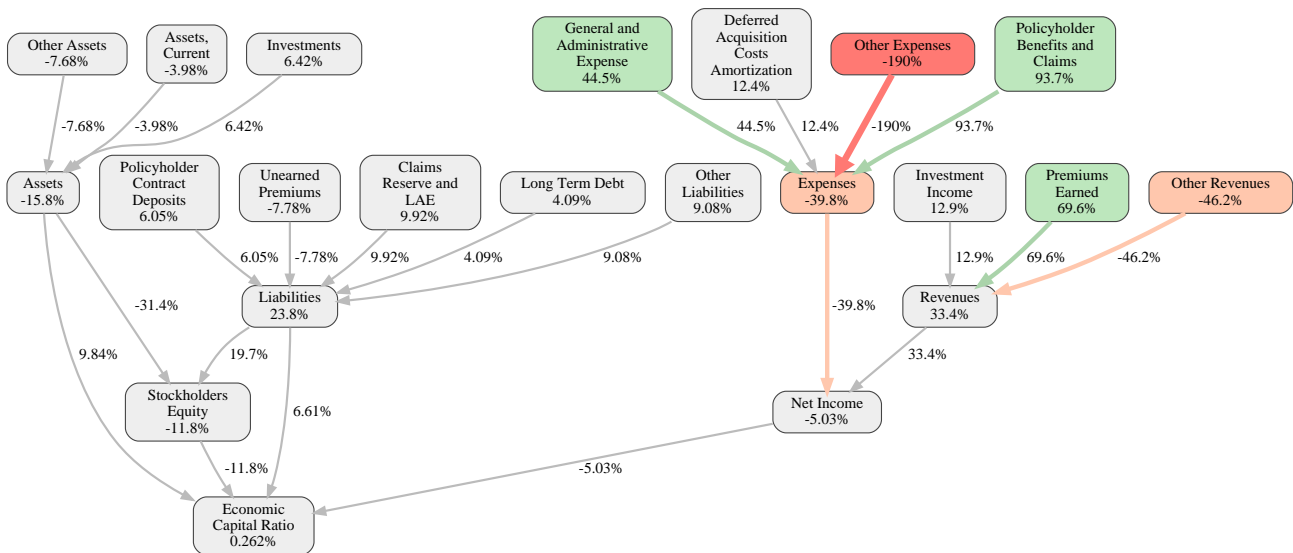 Other Assets
-7.68%
Assets,
Current
-3.98%
Investments
6.42%
General and
Administrative
Expense
44.5%
Deferred
Acquisition
Costs
Amortization
12.4%
Other Expenses
-190%
Policyholder
Benefits and
Claims
93.7%
-7.68%
-3.98%
6.42%
44.5%
12.4%
-190%
93.7%
Assets
-15.8%
Policyholder
Contract
Deposits
6.05%
Unearned
Premiums
-7.78%
Claims
Reserve and
LAE
9.92%
Long Term Debt
4.09%
Other
Liabilities
9.08%
Expenses
-39.8%
Investment
Income
12.9%
Premiums
Earned
69.6%
Other Revenues
-46.2%
6.05%
-7.78%
9.92%
4.09%
9.08%
12.9%
69.6%
-46.2%
-31.4%
Liabilities
23.8%
-39.8%
Revenues
33.4%
9.84%
19.7%
33.4%
Stockholders
Equity
-11.8%
6.61%
Net Income
-5.03%
-11.8%
-5.03%
Economic
Capital Ratio
0.262%